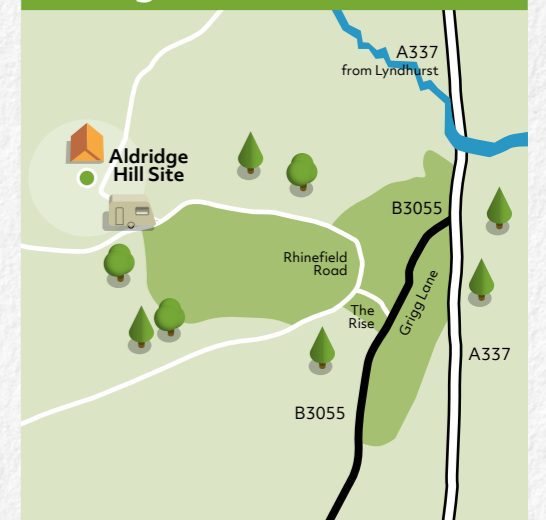 A337
from Lyndhurst
Aldridge
Hill Site
B3055
Rhinefield
Road
Grigg Lane
The
Rise
A337
B3055